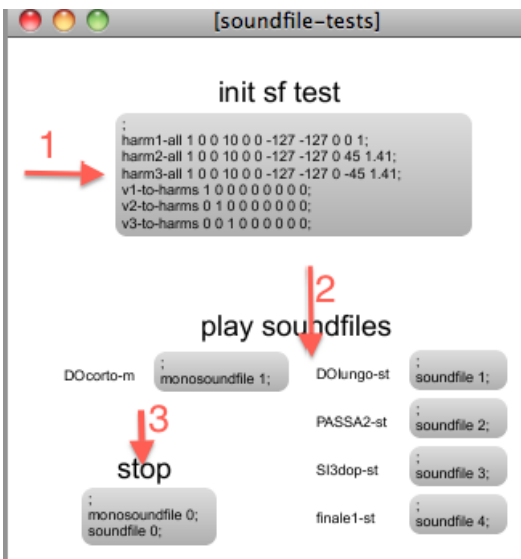 [soundfile-tests]
init sf test
1
;
harm1-all 1 0 0 10 0 0 -127 -127 0 0 1;
harm2-all 1 0 0 10 0 0 -127 -127 0 45 1.41;
harm3-all 1 0 0 10 0 0 -127 -127 0 -45 1.41;
v1-to-harms 1 0 0 0 0 0 0 0 0;
v2-to-harms 0 1 0 0 0 0 0 0 0;
v3-to-harms 0 0 1 0 0 0 0 0 0;
2
play soundfiles
DOcorto-m
;
monosoundfile 1;
DOlungo-st
;
soundfile 1;
PASSA2-st
;
soundfile 2;
SI3dop-st
;
soundfile 3;
finale1-st
;
soundfile 4;
3
stop
;
monosoundfile 0;
soundfile 0;